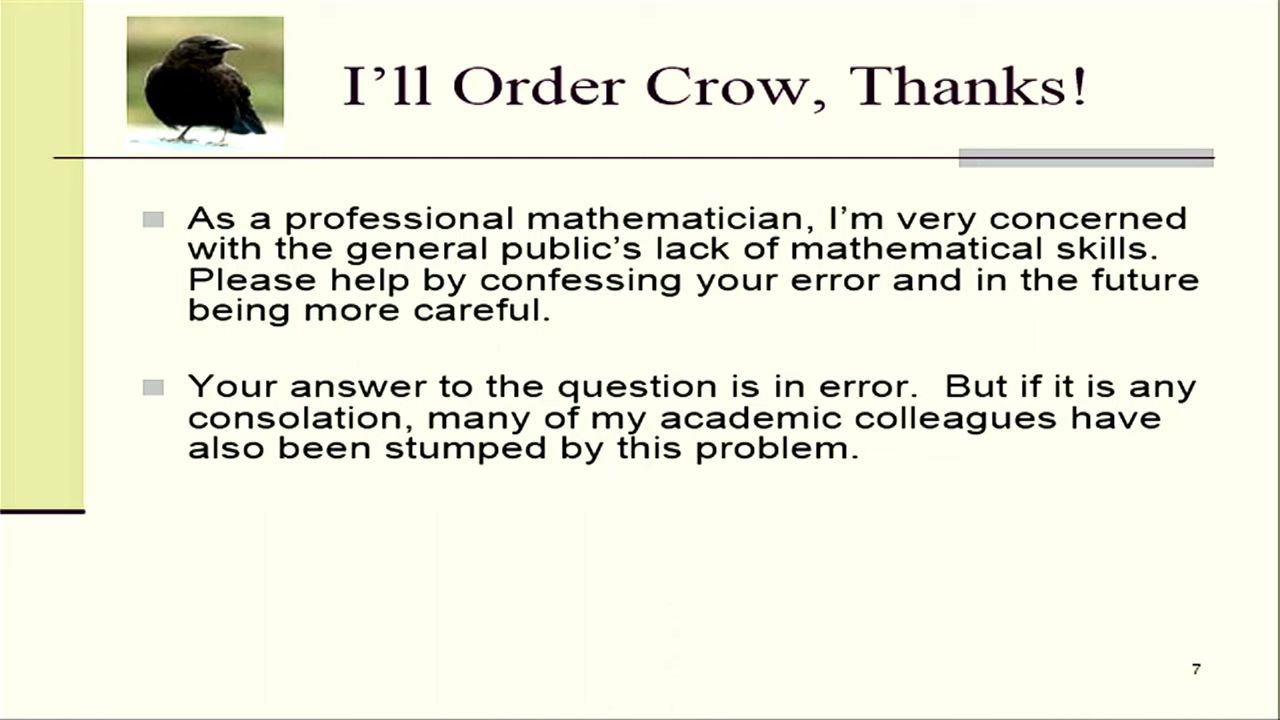 I'll Order Crow, Thanks!
As a professional mathematician, I'm very concerned
with the general public's lack of mathematical skills.
Please help by confessing your error and in the future
being more careful.
Your answer to the question is in error.  But if it is any
consolation, many of my academic colleagues have
also been stumped by this problem.
7